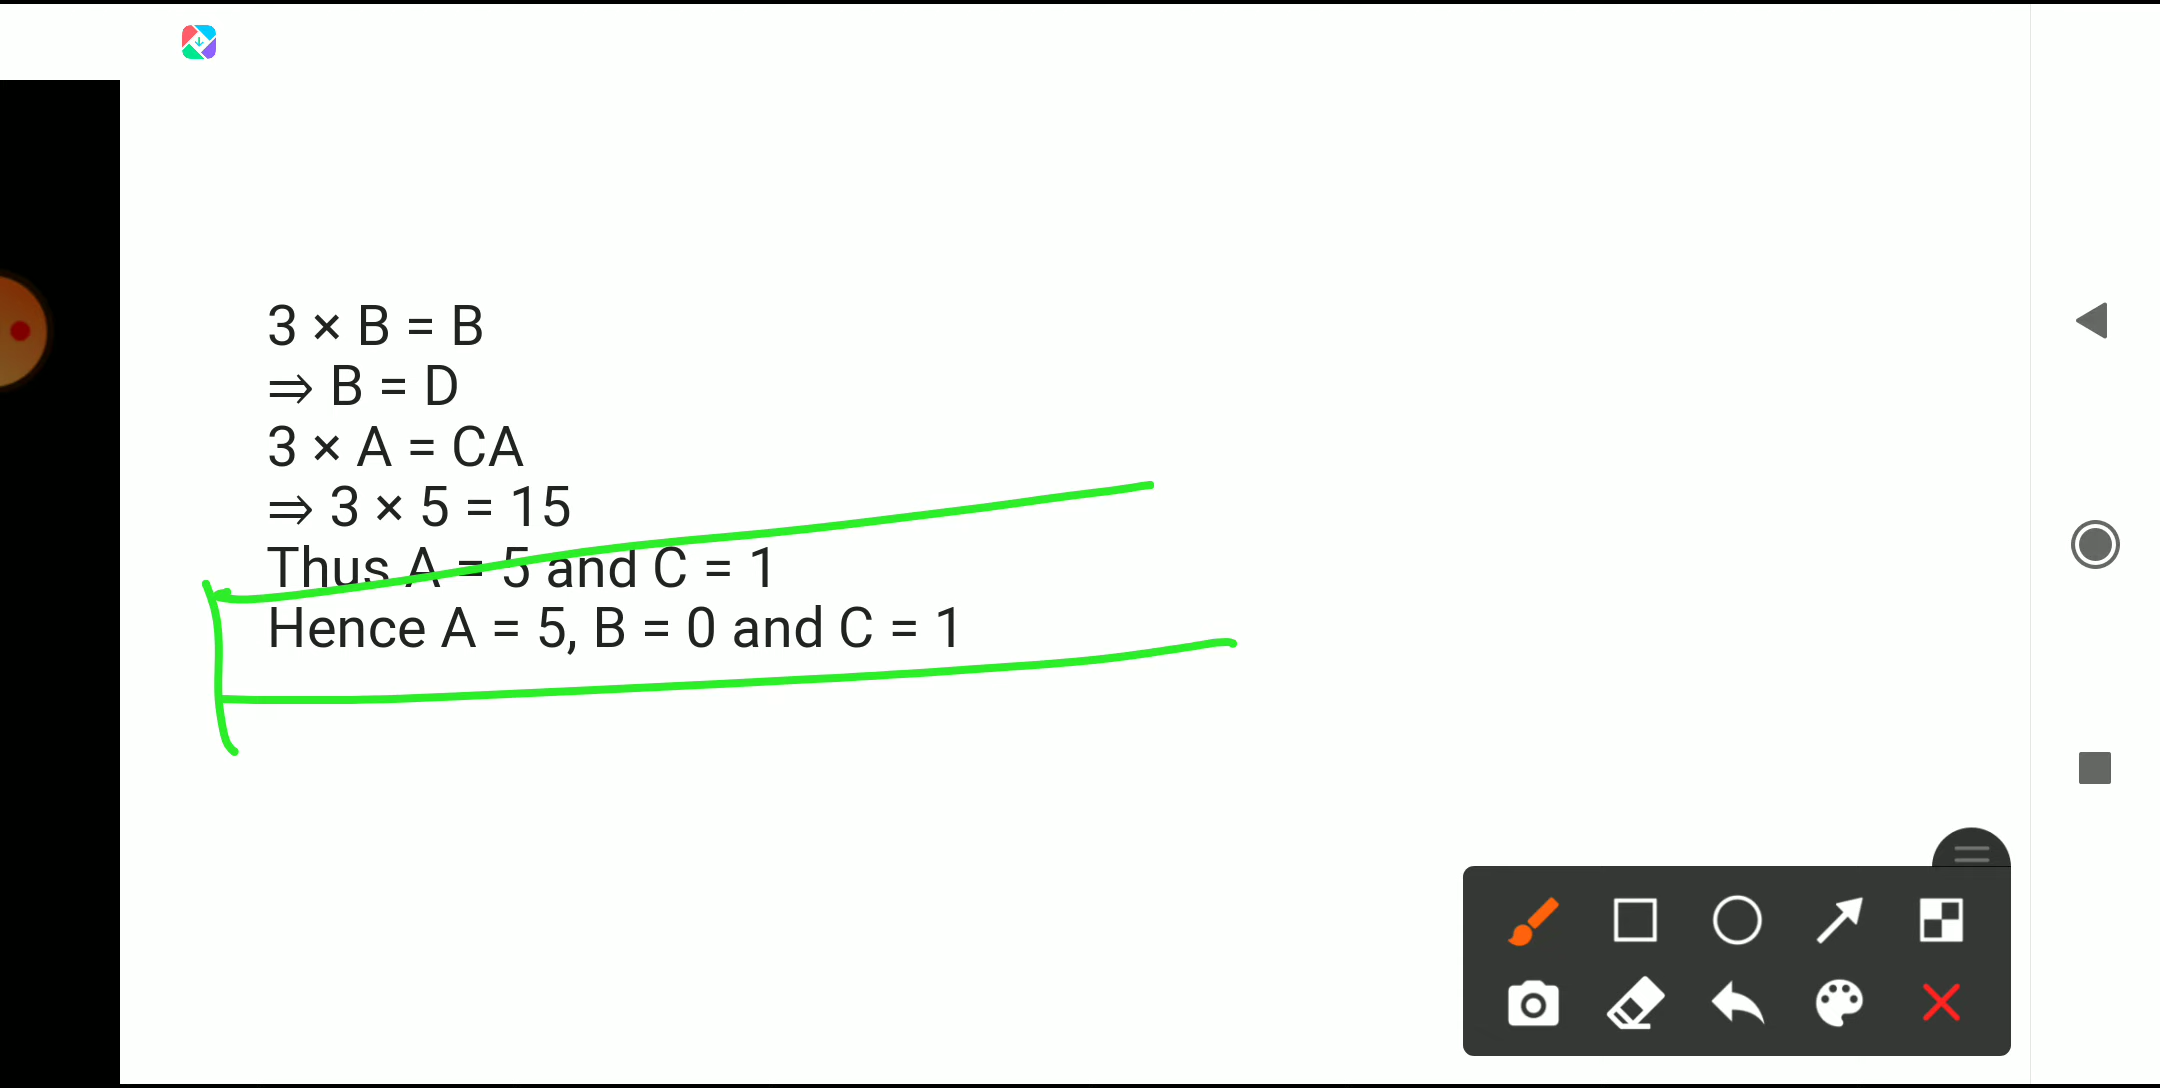 3 × B = B
⇒ B = D
3 × A = CA
⇒ 3 × 5 = 15
Thus A = 5 and C = 1
Hence A = 5, B = 0 and C = 1